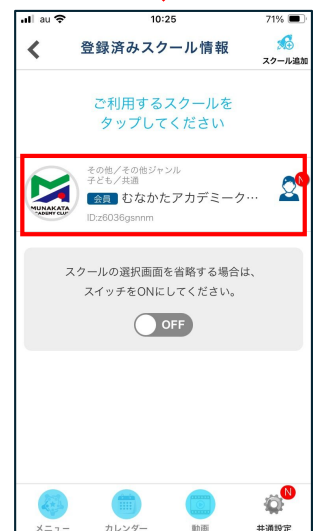 au 10:25 71%
登録済みスクール情報
スクール追加
ご利用するスクールを
タップしてください
その他／その他ジャンル
子ども／共通
会員 むなかたアカデミーク…
N
MUNAKATA
ACADEMY CLUB
ID:z6036gsnnm
スクールの選択画面を省略する場合は、
スイッチをONにしてください。
OFF
N
メニュー カレンダー 動画 共通設定